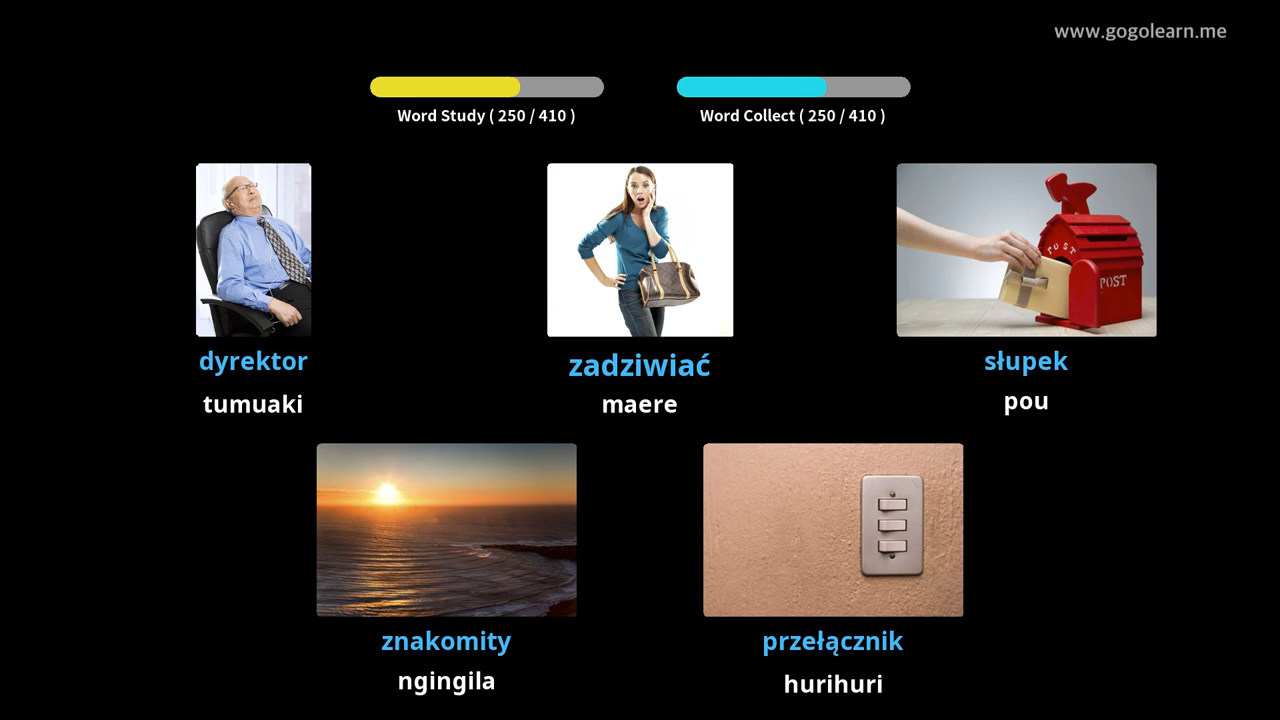 www.gogolearn.me
Word Study ( 250 / 410 )
Word Collect ( 250 / 410 )
POST
POST
dyrektor
tumuaki
zadziwiać
maere
słupek
pou
znakomity
ngingila
przełącznik
hurihuri